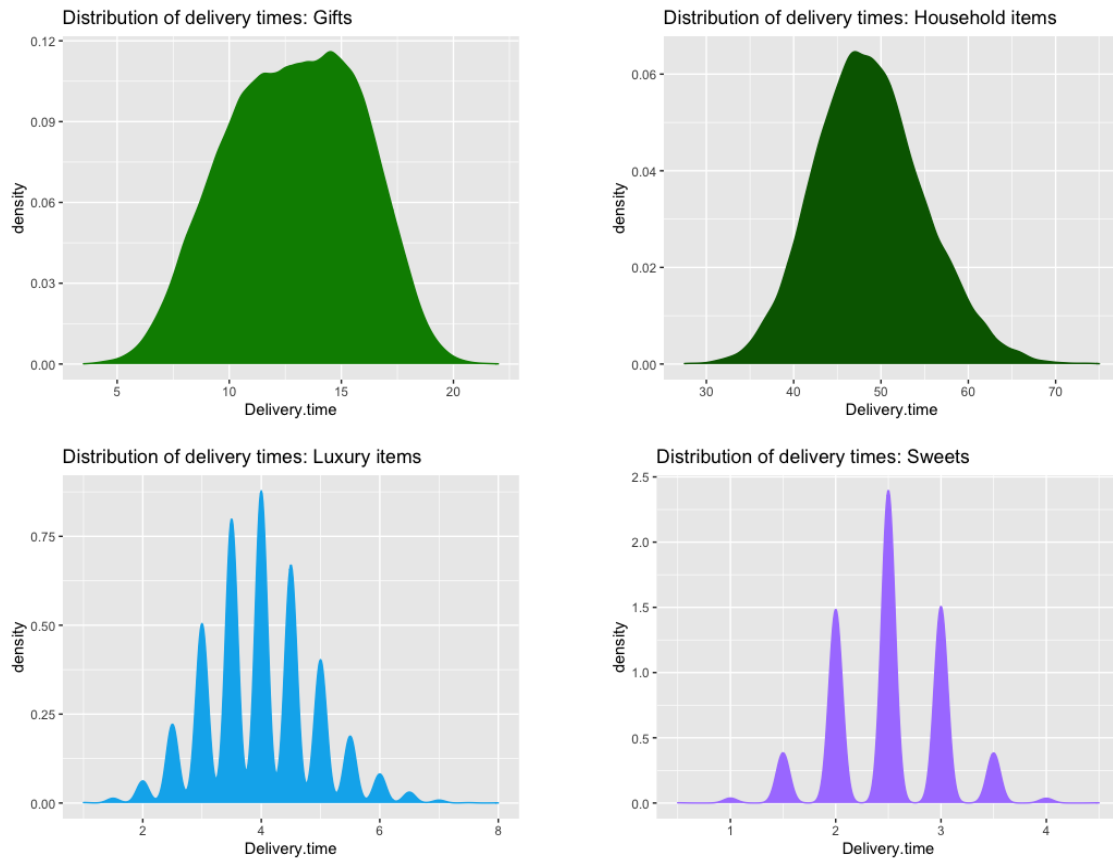 Distribution of delivery times: Gifts
0.12
0.09
0.06
0.03
0.00
density
5 10 15 20
Delivery.time
Distribution of delivery times: Household items
0.06
0.04
0.02
0.00
density
30 40 50 60 70
Delivery.time
Distribution of delivery times: Luxury items
0.75
0.50
0.25
0.00
density
2 4 6 8
Delivery.time
Distribution of delivery times: Sweets
2.5
2.0
1.5
1.0
0.5
0.0
density
1 2 3 4
Delivery.time